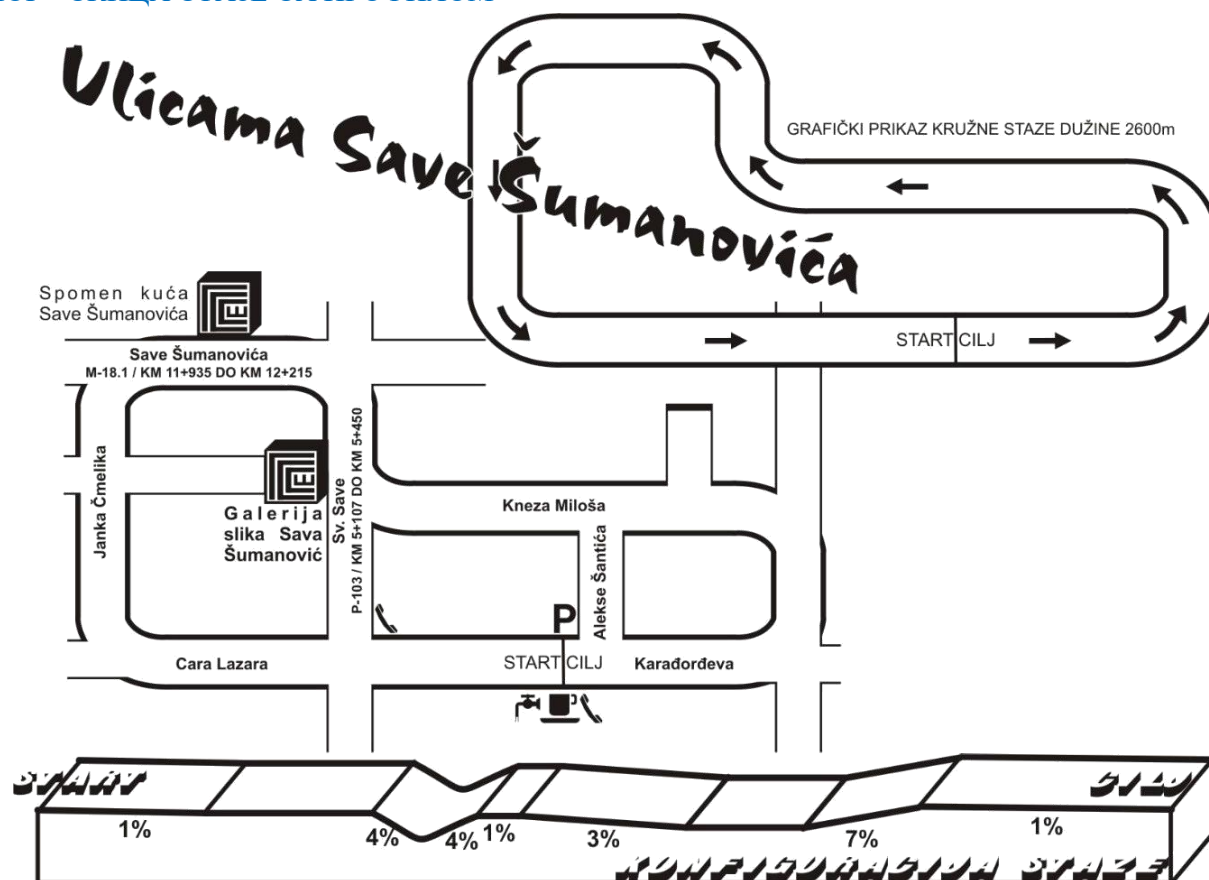 Ulicama Save Šumanovića
GRAFIČKI PRIKAZ KRUŽNE STAZE DUŽINE 2600m
START CILJ
Spomen kuća
Save Šumanovića
Save Šumanovića
M-18.1 / KM 11+935 DO KM 12+215
Janka Čmelika
Galerija
slika Sava
Šumanović
Sv. Save
P-103 / KM 5+107 DO KM 5+450
Kneza Miloša
Alekse Šantića
P
Cara Lazara
START CILJ
Karađorđeva
START
CILJ
1%
4%
4%
1%
3%
7%
1%
KONFIGURACIJA STAZE